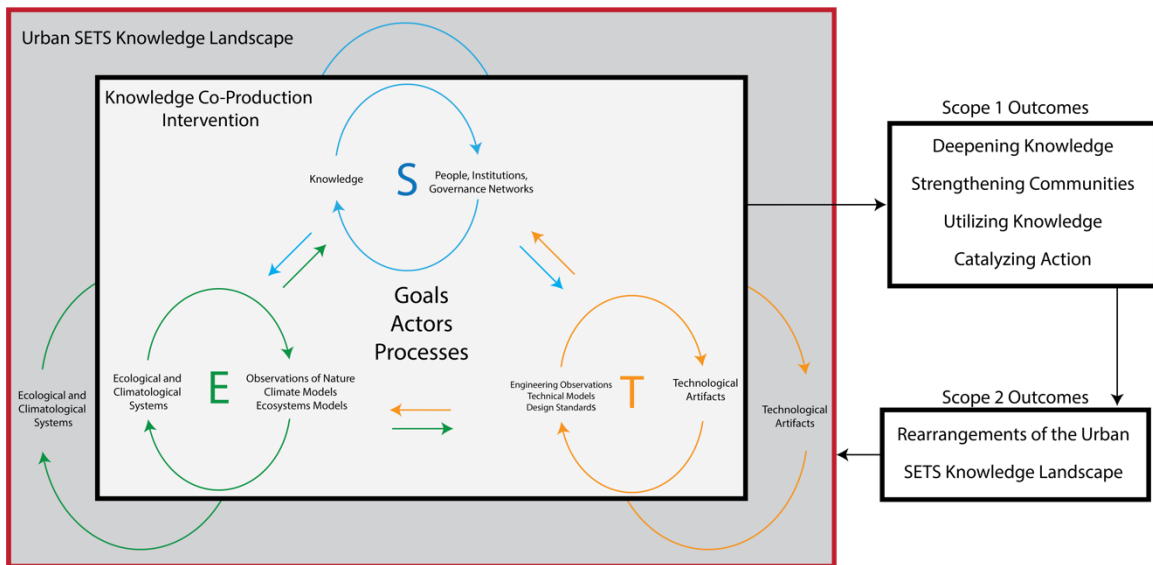 Urban SETS Knowledge Landscape
Knowledge Co-Production
Intervention
Knowledge
S
People, Institutions,
Governance Networks
Goals
Actors
Processes
Ecological and
Climatological
Systems
Ecological and
Climatological
Systems
E
Observations of Nature
Climate Models
Ecosystems Models
Engineering Observations
Technical Models
Design Standards
T
Technological
Artifacts
Technological
Artifacts
Scope 1 Outcomes
Deepening Knowledge
Strengthening Communities
Utilizing Knowledge
Catalyzing Action
Scope 2 Outcomes
Rearrangements of the Urban
SETS Knowledge Landscape